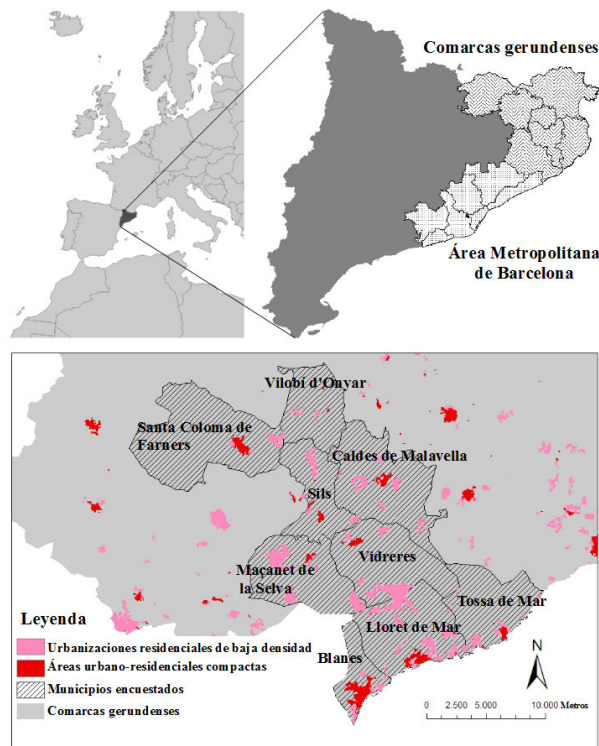 Comarcas gerundenses
Área Metropolitana
de Barcelona
Vilobí d'Onyar
Santa Coloma de
Farners
Caldes de Malavella
Sils
Vidreres
Maçanet de
la Selva
Tossa de Mar
Lloret de Mar
Blanes
Leyenda
Urbanizaciones residenciales de baja densidad
Áreas urbano-residenciales compactas
Municipios encuestados
Comarcas gerundenses
N
0 2.500 5.000 10.000 Metros